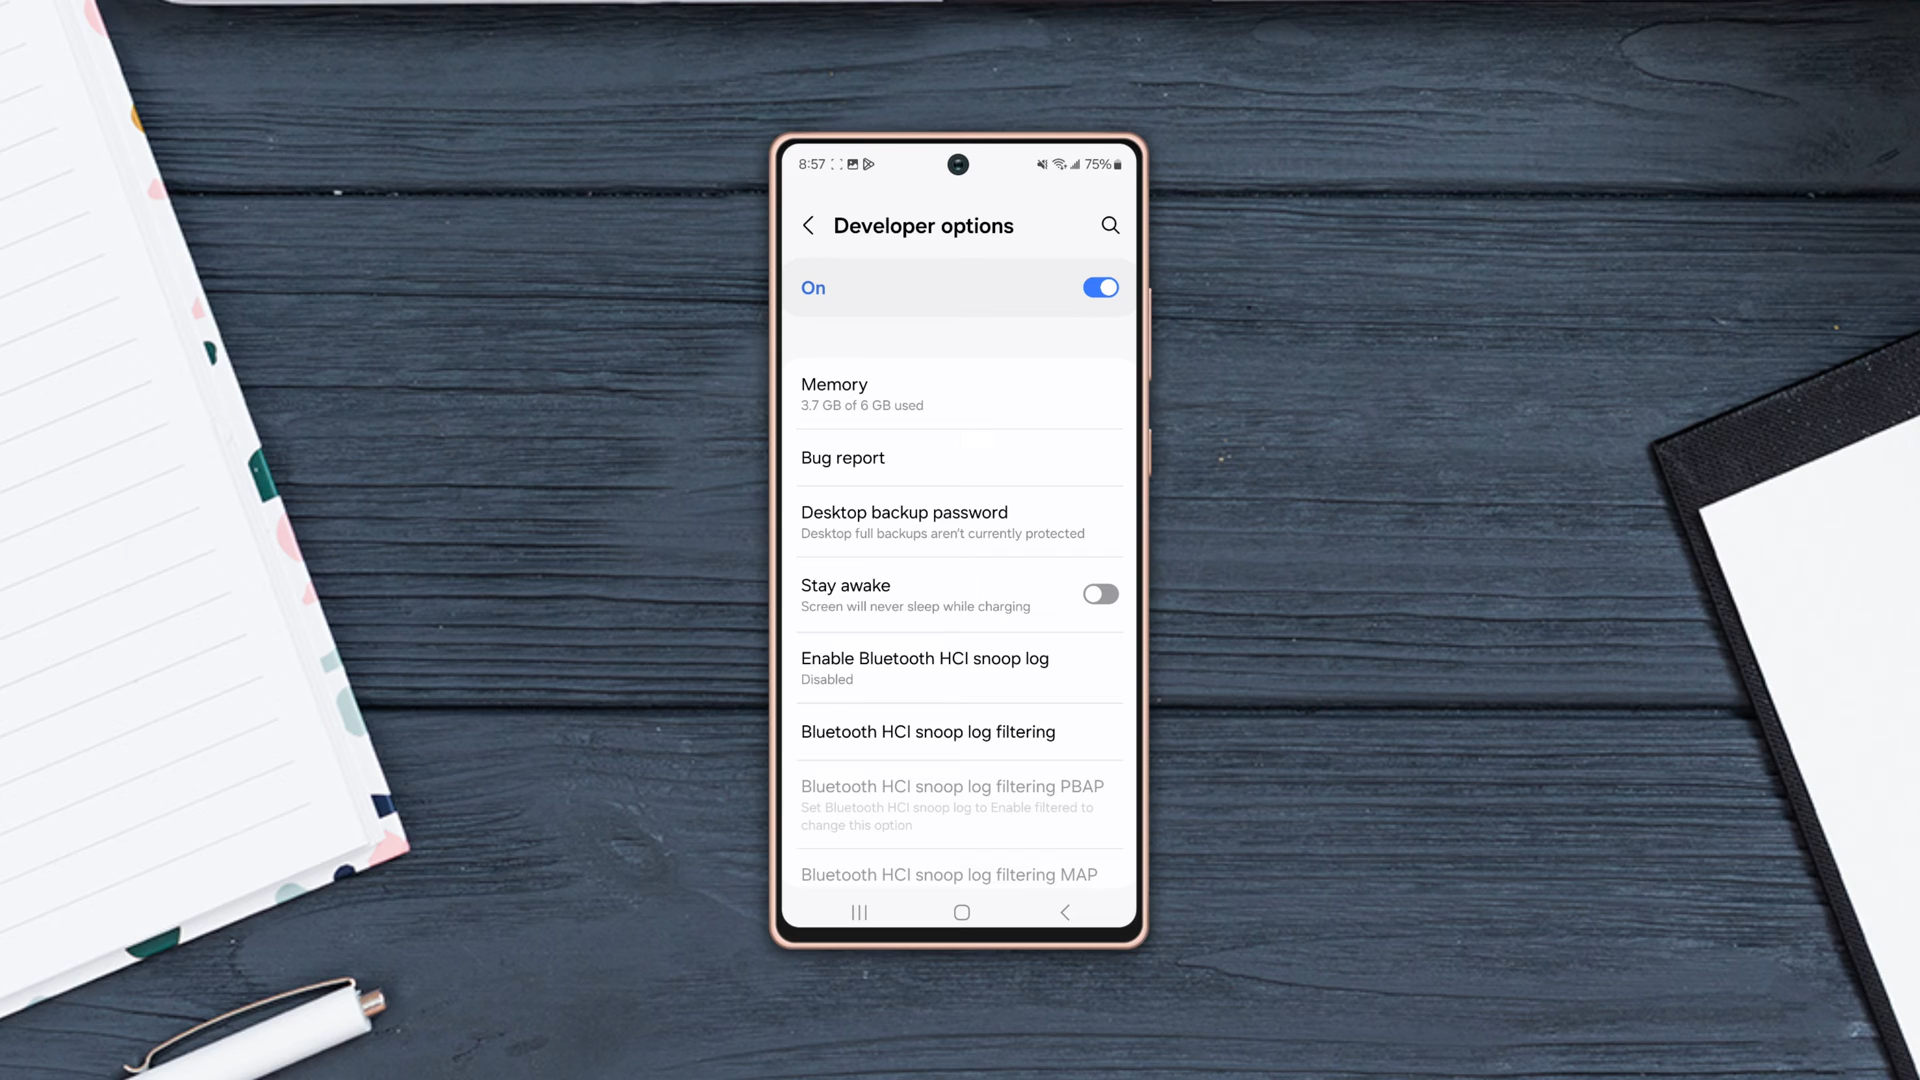 8:57 75%
Developer options
On
Memory
3.7 GB of 6 GB used
Bug report
Desktop backup password
Desktop full backups aren't currently protected
Stay awake
Screen will never sleep while charging
Enable Bluetooth HCI snoop log
Disabled
Bluetooth HCI snoop log filtering
Bluetooth HCI snoop log filtering PBAP
Set Bluetooth HCI snoop log to Enable filtered to
change this option
Bluetooth HCI snoop log filtering MAP